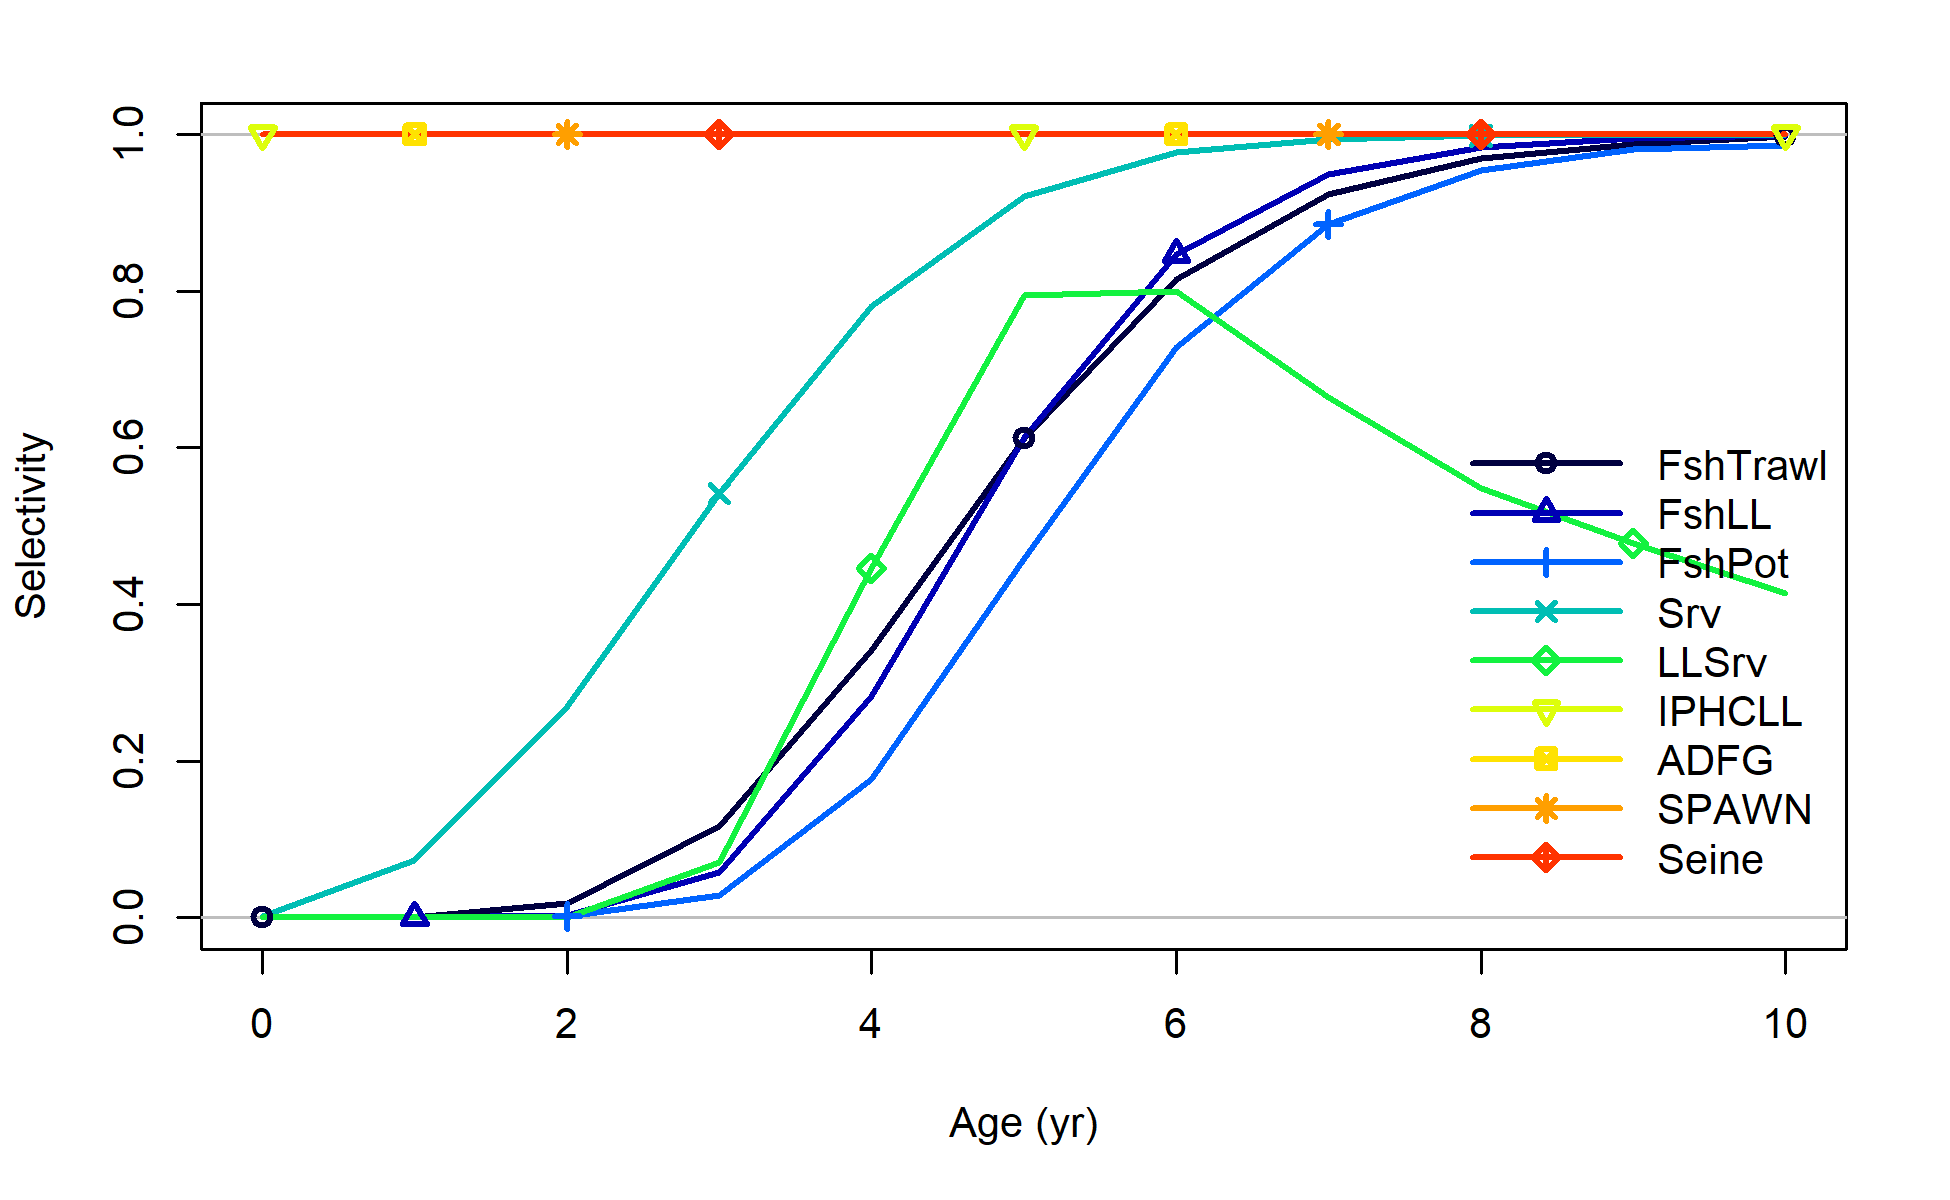 Selectivity
1.0
0.8
0.6
0.4
0.2
0.0
FshTrawl
FshLL
FshPot
Srv
LLSrv
IPHCLL
ADFG
SPAWN
Seine
0 2 4 6 8 10
Age (yr)